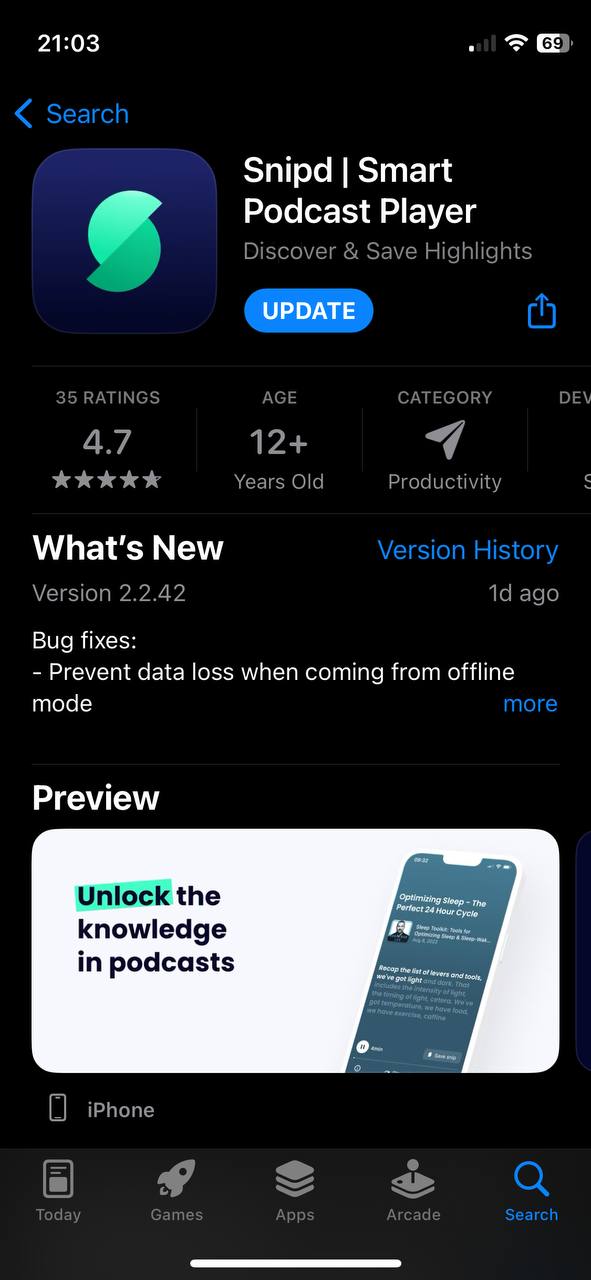 21:03
69
Search
Snipd | Smart
Podcast Player
Discover & Save Highlights
UPDATE
35 RATINGS
4.7
AGE
12+
Years Old
CATEGORY
Productivity
DEV
S
What's New
Version History
Version 2.2.42
1d ago
Bug fixes:
- Prevent data loss when coming from offline
mode
more
Preview
Unlock the
knowledge
in podcasts
09:32
Optimizing Sleep - The
Perfect 24 Hour Cycle
Sleep Toolkit: Tools for
Optimizing Sleep & Sleep-Wak...
Aug 8, 2022
Recap the list of levers and tools,
we've got light and dark. That
includes the intensity of light,
the timing of light, cetera. We've
got temperature, we have food,
we have exercise, caffine
4min
Save snip
iPhone
Today
Games
Apps
Arcade
Search